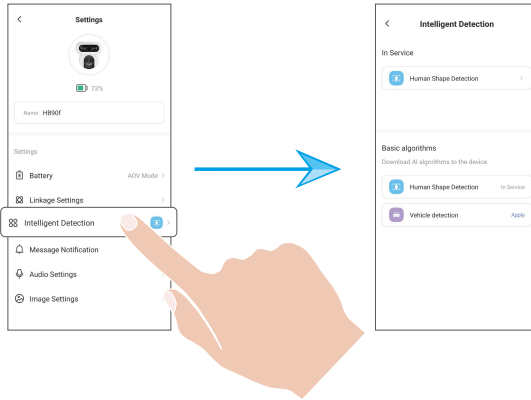 Settings
73%
Name HB90f
Settings
Battery AOV Mode >
Linkage Settings >
Intelligent Detection >
Message Notification
Audio Settings
Image Settings
Intelligent Detection
In Service
Human Shape Detection >
Basic algorithms
Download AI algorithms to the device.
Human Shape Detection In Service
Vehicle detection Apply